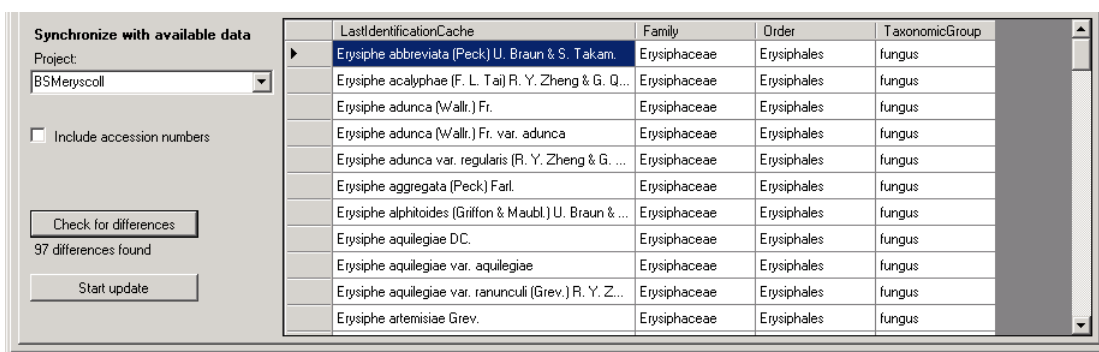 Synchronize with available data
Project:
BSMeryscoll
Include accession numbers
Check for differences
97 differences found
Start update
LastIdentificationCache Family Order TaxonomicGroup
Erysiphe abbreviata (Peck) U. Braun & S. Takam. Erysiphaceae Erysiphales fungus
Erysiphe acalyphae (F. L. Tai) R. Y. Zheng & G. Q... Erysiphaceae Erysiphales fungus
Erysiphe adunca (Wallr.) Fr. Erysiphaceae Erysiphales fungus
Erysiphe adunca (Wallr.) Fr. var. adunca Erysiphaceae Erysiphales fungus
Erysiphe adunca var. regularis (R. Y. Zheng & G. ... Erysiphaceae Erysiphales fungus
Erysiphe aggregata (Peck) Farl. Erysiphaceae Erysiphales fungus
Erysiphe alphitoides (Griffon & Maubl.) U. Braun & ... Erysiphaceae Erysiphales fungus
Erysiphe aquilegiae DC. Erysiphaceae Erysiphales fungus
Erysiphe aquilegiae var. aquilegiae Erysiphaceae Erysiphales fungus
Erysiphe aquilegiae var. ranunculi (Grev.) R. Y. Z... Erysiphaceae Erysiphales fungus
Erysiphe artemisiae Grev. Erysiphaceae Erysiphales fungus